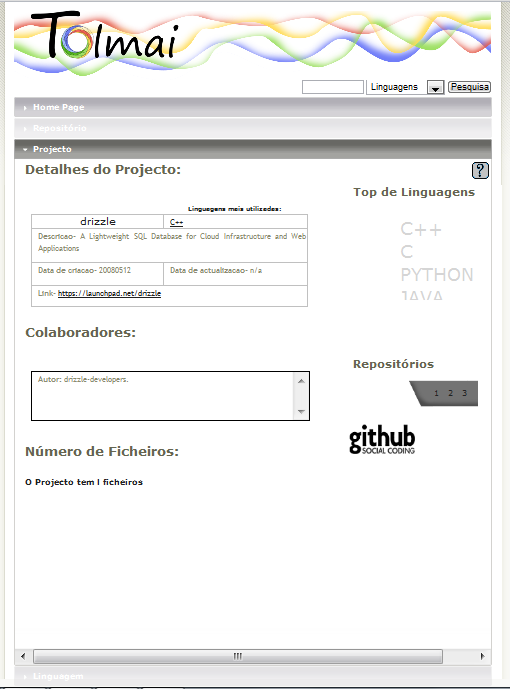 Tolmai
Linguagens
Pesquisa
Home Page
Repositório
Projecto
Detalhes do Projecto:
?
Top de Linguagens
Linguagens mais utilizadas:
drizzle
C++
Descricao- A Lightweight SQL Database for Cloud Infrastructure and Web
Applications
Data de criacao- 20080512
Data de actualizacao- n/a
Link- https://launchpad.net/drizzle
C++
C
PYTHON
JAVA
Colaboradores:
Autor: drizzle-developers.
Repositórios
1 2 3
github
SOCIAL CODING
Número de Ficheiros:
O Projecto tem 1 ficheiros
Linguagem